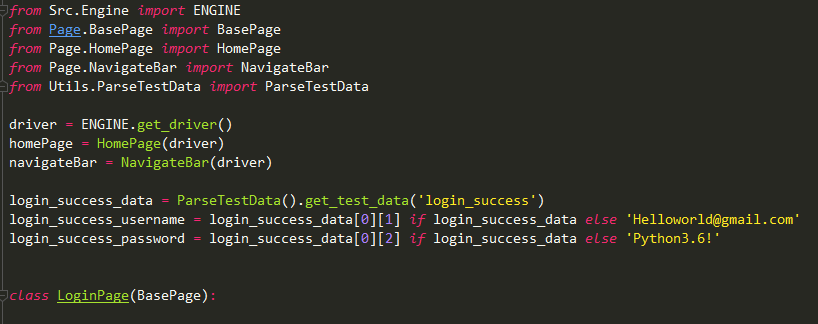 from Src.Engine import ENGINE
from Page.BasePage import BasePage
from Page.HomePage import HomePage
from Page.NavigateBar import NavigateBar
from Utils.ParseTestData import ParseTestData
driver = ENGINE.get_driver()
homePage = HomePage(driver)
navigateBar = NavigateBar(driver)
login_success_data = ParseTestData().get_test_data('login_success')
login_success_username = login_success_data[0][1] if login_success_data else 'Helloworld@gmail.com'
login_success_password = login_success_data[0][2] if login_success_data else 'Python3.6!'
class LoginPage(BasePage):